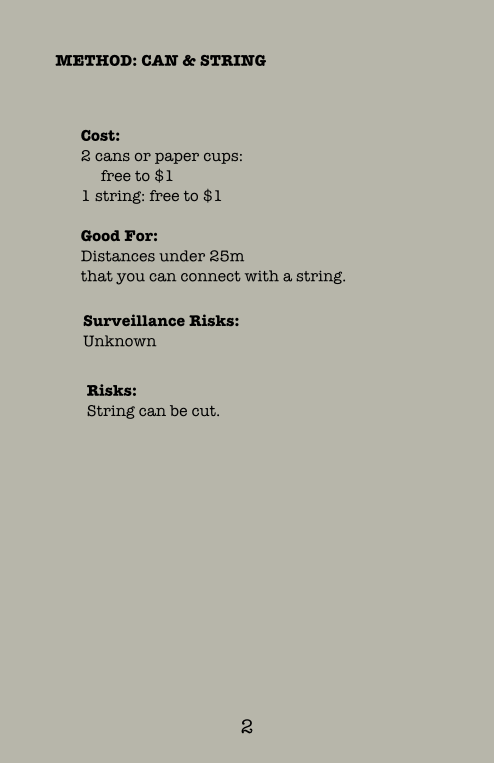 METHOD: CAN & STRING
Cost:
2 cans or paper cups:
free to $1
1 string: free to $1
Good For:
Distances under 25m
that you can connect with a string.
Surveillance Risks:
Unknown
Risks:
String can be cut.
2